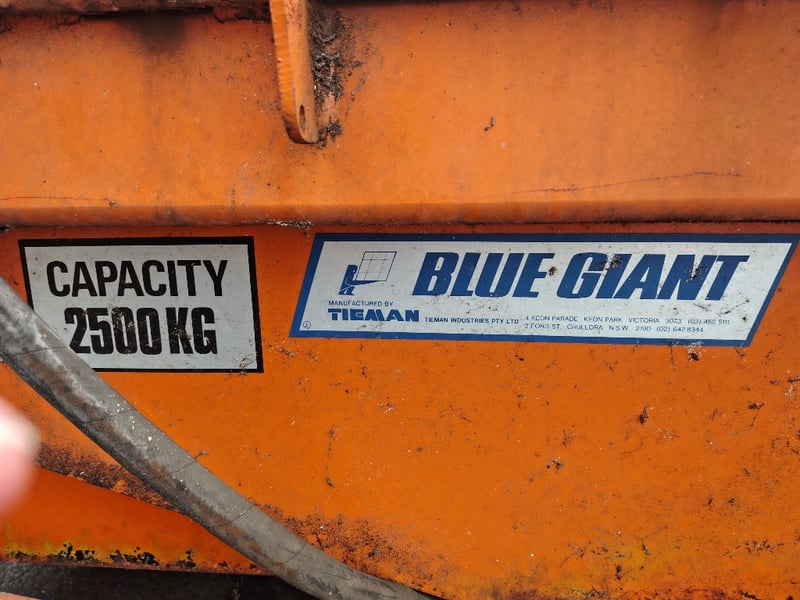 CAPACITY
2500 KG
BLUE GIANT
MANUFACTURED BY
TIEMAN TIEMAN INDUSTRIES PTY LTD 4 KEON PARADE KEON PARK VICTORIA 3073 (03) 460 5111
2 FORD ST., CHULLORA N.S.W. 2190 (02) 642 8344